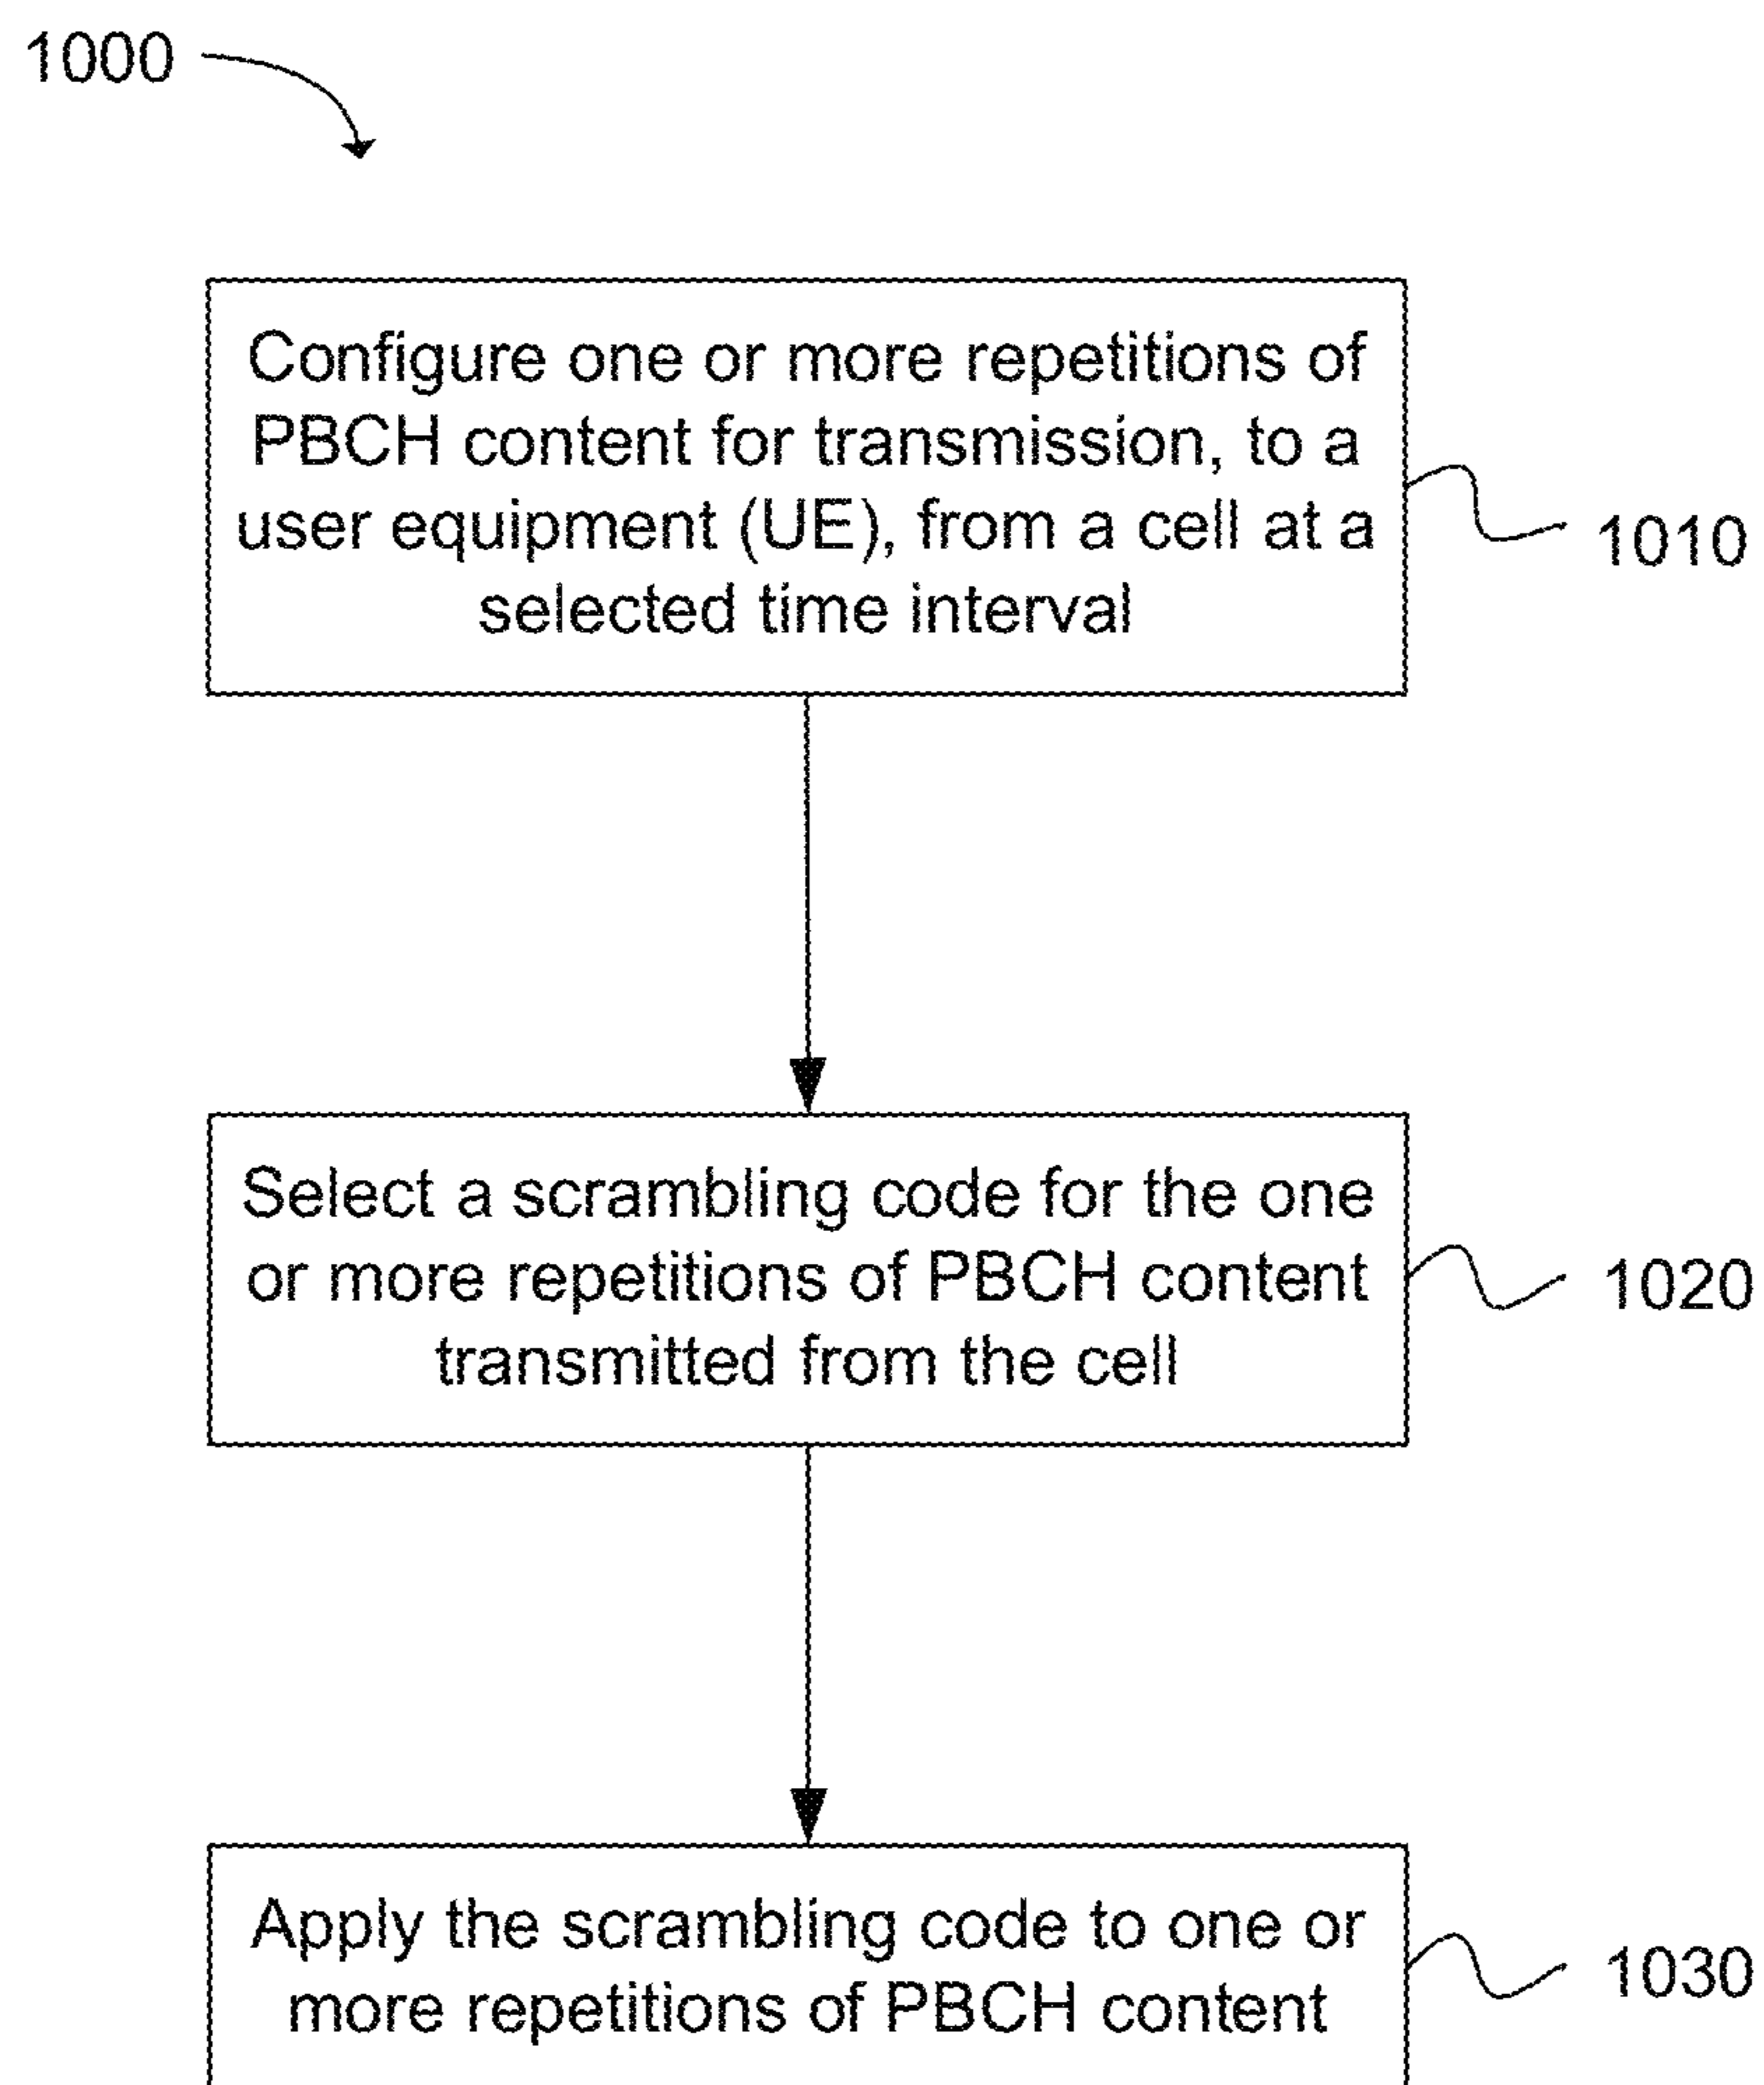 1000
Configure one or more repetitions of
PBCH content for transmission, to a
user equipment (UE), from a cell at a
selected time interval
1010
Select a scrambling code for the one
or more repetitions of PBCH content
transmitted from the cell
1020
Apply the scrambling code to one or
more repetitions of PBCH content
1030